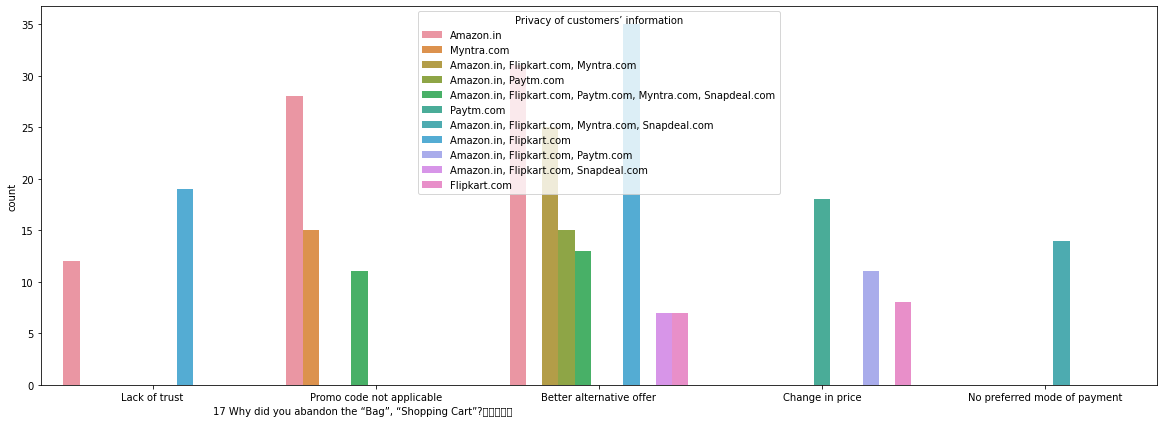 Privacy of customers’ information
Amazon.in
Myntra.com
Amazon.in, Flipkart.com, Myntra.com
Amazon.in, Paytm.com
Amazon.in, Flipkart.com, Paytm.com, Myntra.com, Snapdeal.com
Paytm.com
Amazon.in, Flipkart.com, Myntra.com, Snapdeal.com
Amazon.in, Flipkart.com
Amazon.in, Flipkart.com, Paytm.com
Amazon.in, Flipkart.com, Snapdeal.com
Flipkart.com
count
35
30
25
20
15
10
5
0
Lack of trust
Promo code not applicable
Better alternative offer
Change in price
No preferred mode of payment
17 Why did you abandon the “Bag”, “Shopping Cart”?